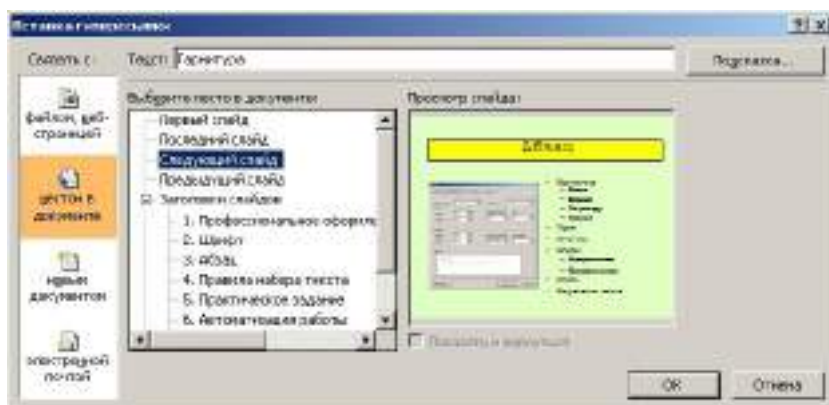 Вставка гиперссылки
Связать с:
Текст: Гарнитура
Подсказка...
файлом, веб-
страницей
местом в
документе
новым
документом
электронной
почтой
Выберите место в документе:
Первый слайд
Последний слайд
Следующий слайд
Предыдущий слайд
Заголовки слайдов
1. Профессиональное оформле
2. Шрифт
3. Абзац
4. Правила набора текста
5. Практическое задание
6. Автоматизация работы
Просмотр слайда:
Абзац
Показать и вернуться
ОК
Отмена